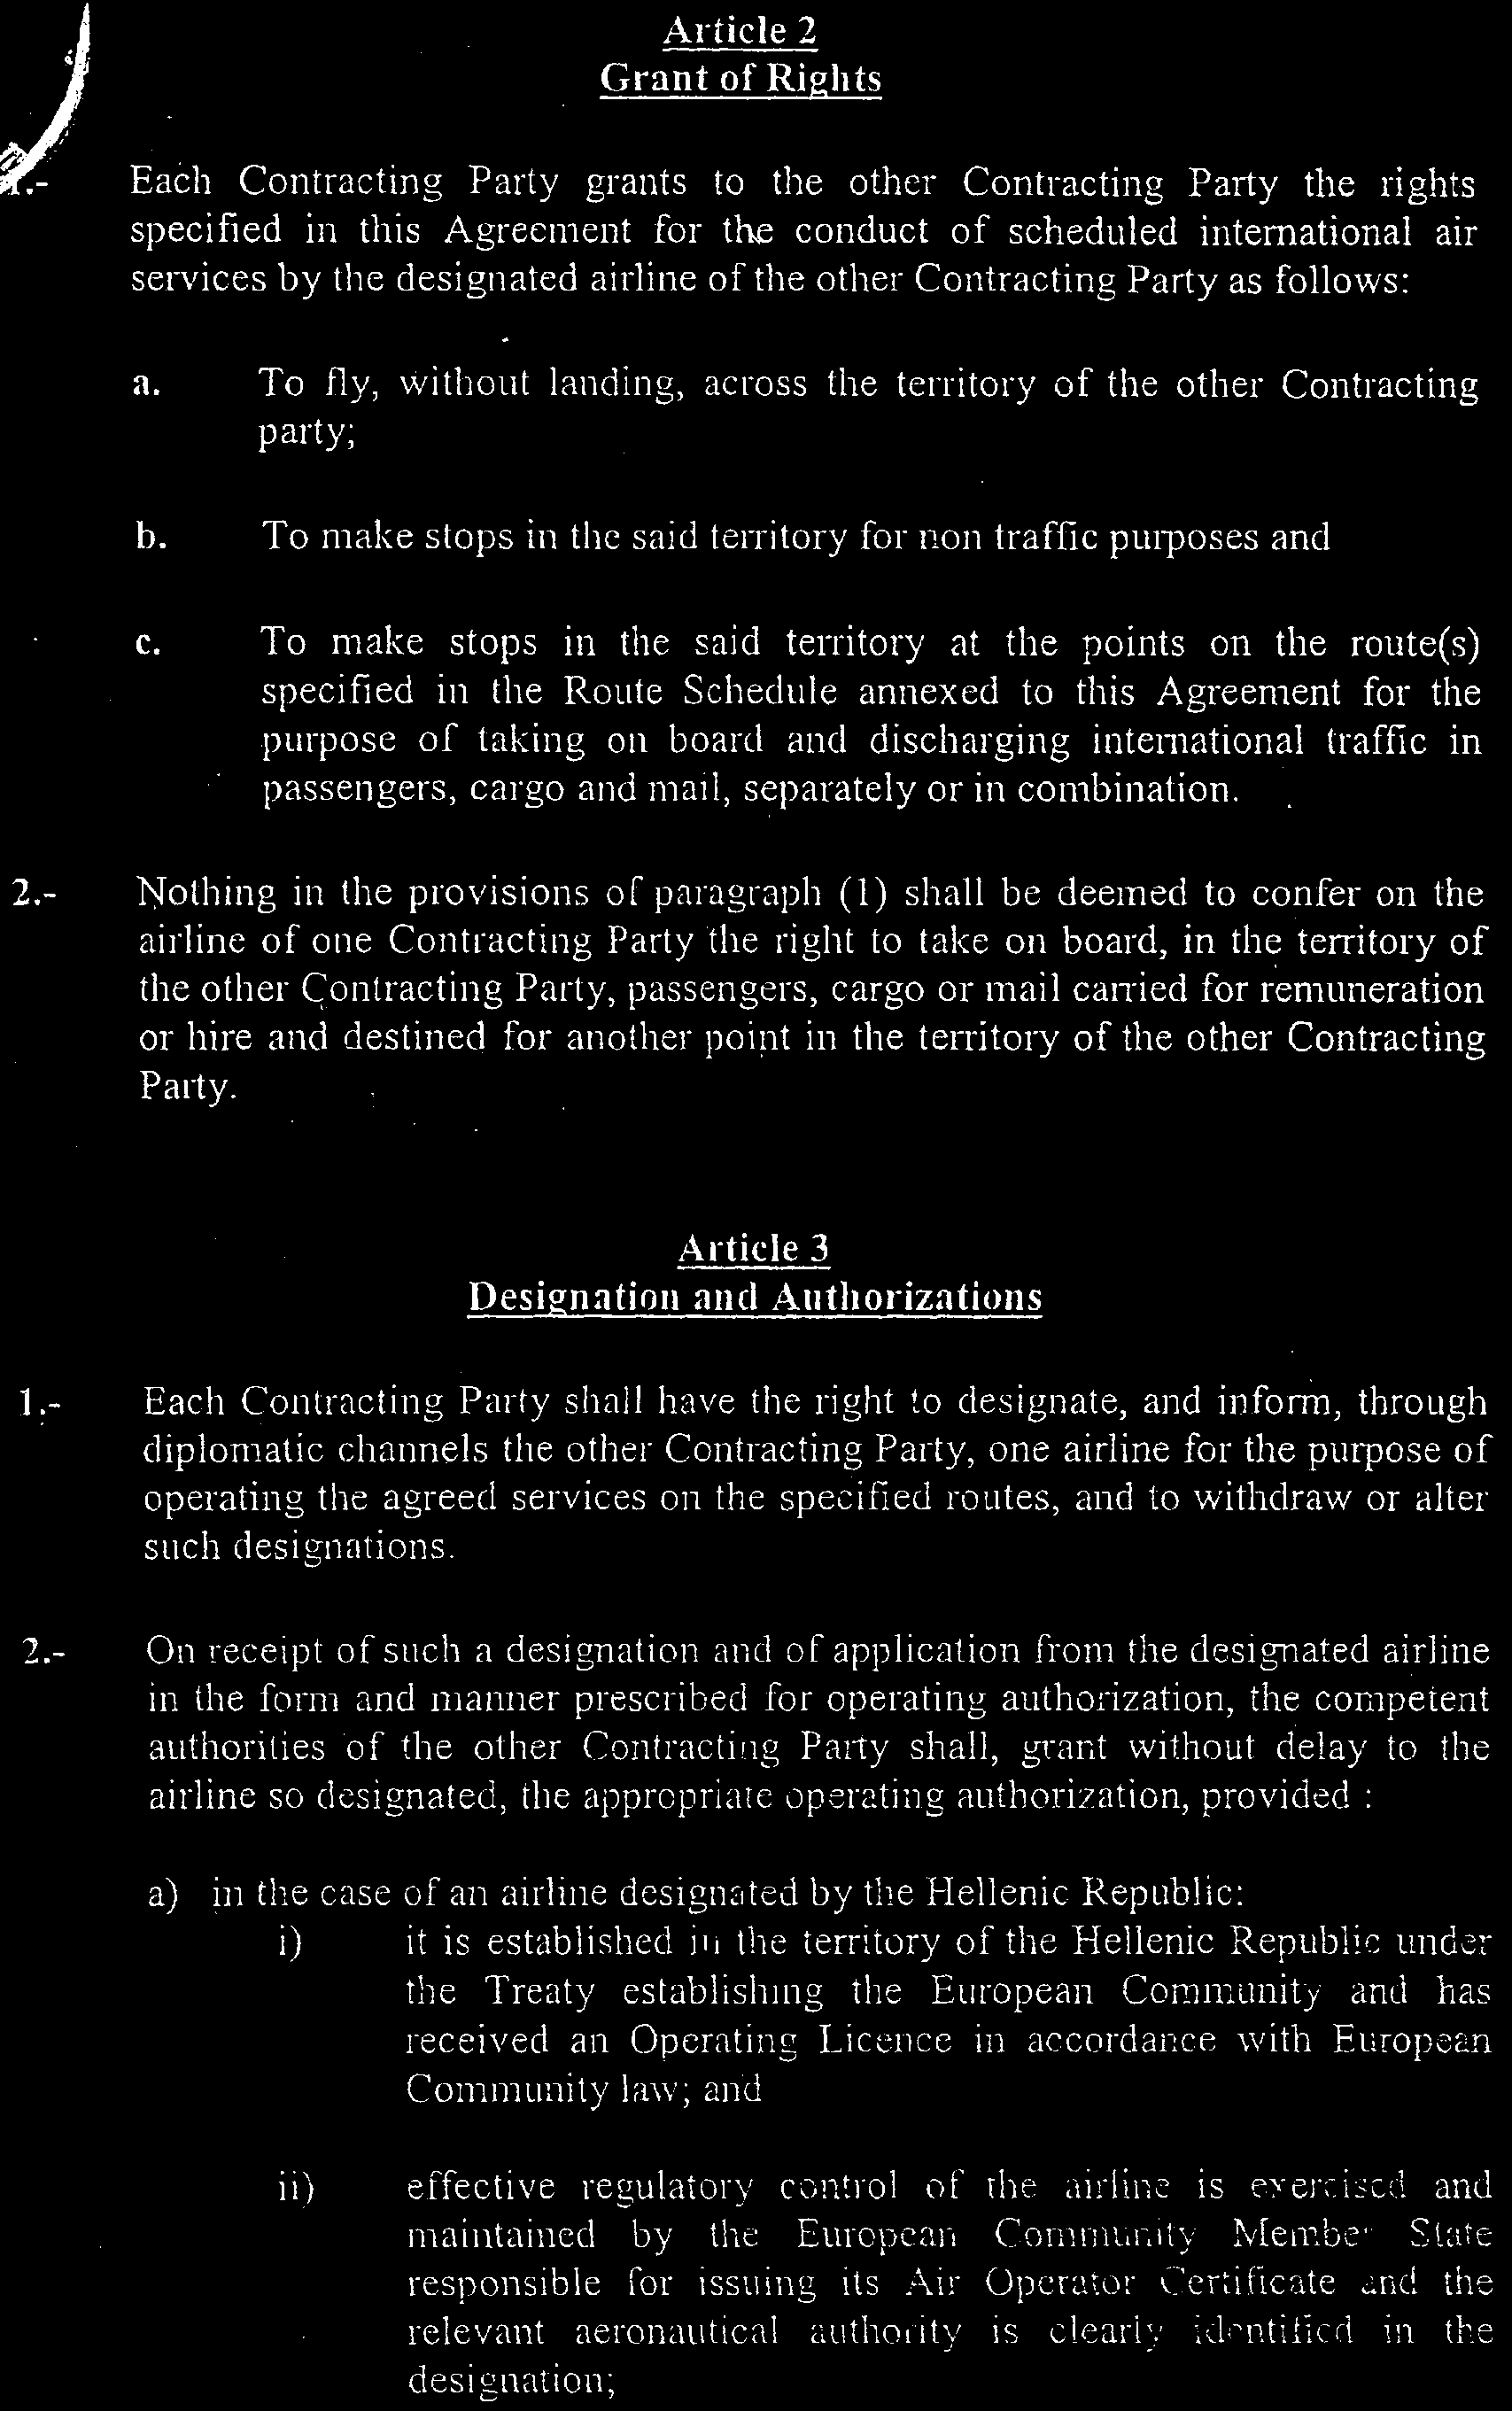 Article 2
Grant of Rights
1.- Each Contracting Party grants to the other Contracting Party the rights
specified in this Agreement for the conduct of scheduled international air
services by the designated airline of the other Contracting Party as follows:
a. To fly, without landing, across the territory of the other Contracting
party;
b. To make stops in the said territory for non traffic purposes and
c. To make stops in the said territory at the points on the route(s)
specified in the Route Schedule annexed to this Agreement for the
purpose of taking on board and discharging international traffic in
passengers, cargo and mail, separately or in combination.
2.- Nothing in the provisions of paragraph (1) shall be deemed to confer on the
airline of one Contracting Party the right to take on board, in the territory of
the other Contracting Party, passengers, cargo or mail carried for remuneration
or hire and destined for another point in the territory of the other Contracting
Party.
Article 3
Designation and Authorizations
1.- Each Contracting Party shall have the right to designate, and inform, through
diplomatic channels the other Contracting Party, one airline for the purpose of
operating the agreed services on the specified routes, and to withdraw or alter
such designations.
2.- On receipt of such a designation and of application from the designated airline
in the form and manner prescribed for operating authorization, the competent
authorities of the other Contracting Party shall, grant without delay to the
airline so designated, the appropriate operating authorization, provided :
a) in the case of an airline designated by the Hellenic Republic:
i) it is established in the territory of the Hellenic Republic under
the Treaty establishing the European Community and has
received an Operating Licence in accordance with European
Community law; and
ii) effective regulatory control of the airline is exercised and
maintained by the European Community Member State
responsible for issuing its Air Operator Certificate and the
relevant aeronautical authority is clearly identified in the
designation;